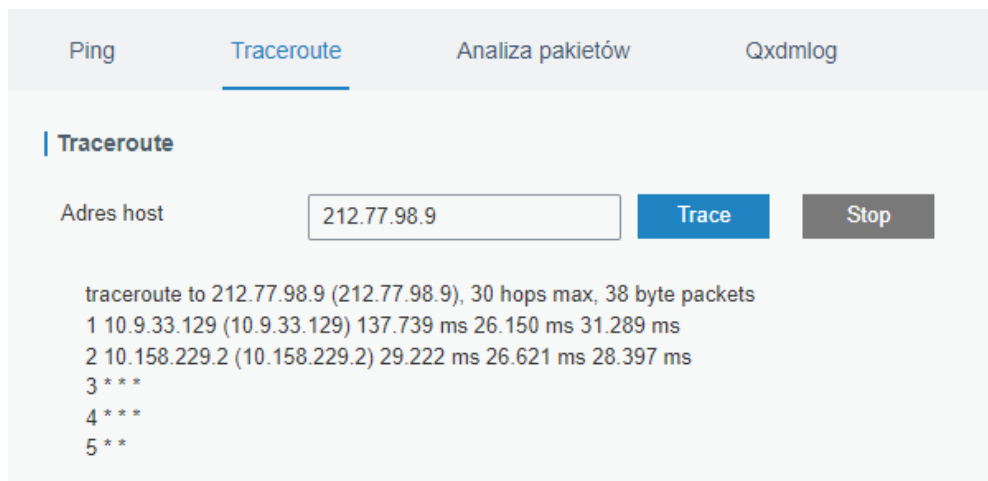 Ping Traceroute Analiza pakietów Qxdmlog
Traceroute
Adres host 212.77.98.9 Trace Stop
traceroute to 212.77.98.9 (212.77.98.9), 30 hops max, 38 byte packets
1 10.9.33.129 (10.9.33.129) 137.739 ms 26.150 ms 31.289 ms
2 10.158.229.2 (10.158.229.2) 29.222 ms 26.621 ms 28.397 ms
3 * * *
4 * * *
5 * *